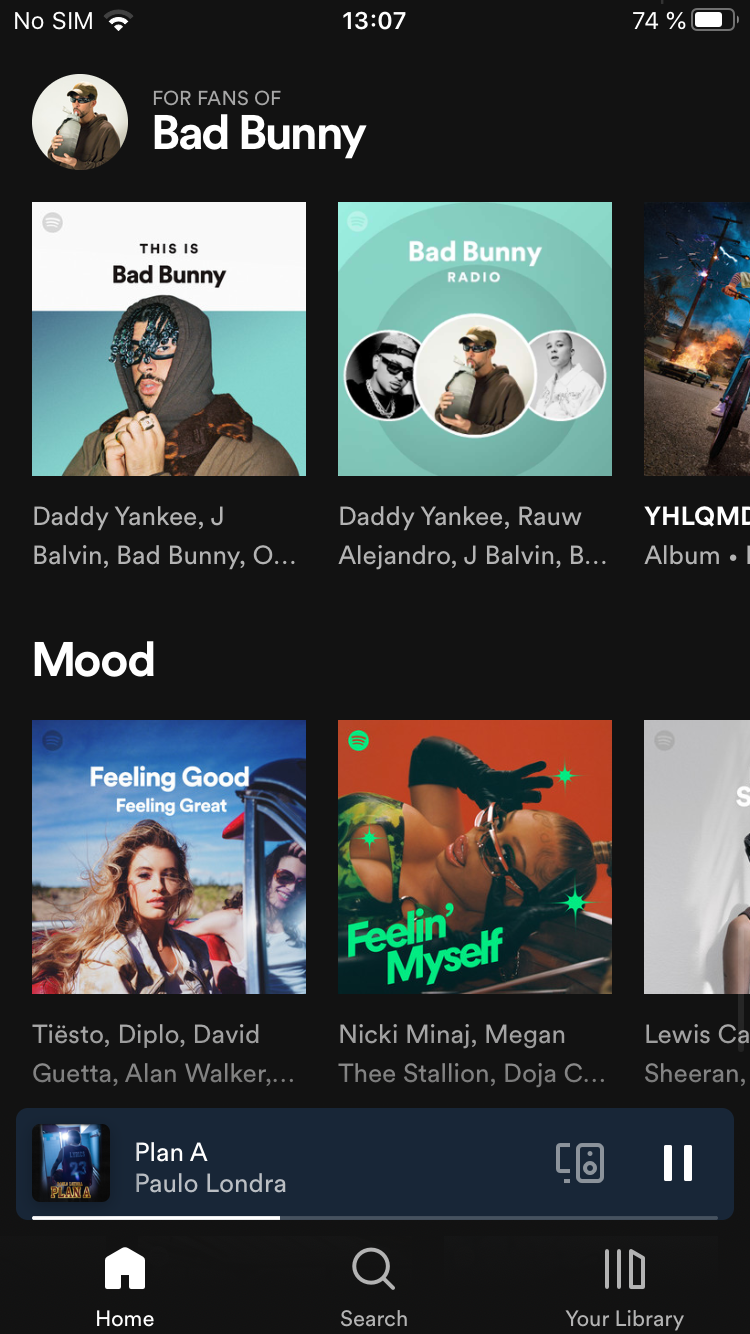 No SIM 13:07 74 %
FOR FANS OF
Bad Bunny
THIS IS
Bad Bunny
Bad Bunny
RADIO
Daddy Yankee, J
Balvin, Bad Bunny, O…
Daddy Yankee, Rauw
Alejandro, J Balvin, B…
YHLQMD
Album •
Mood
Feeling Good
Feeling Great
Feelin'
Myself
S
Tiësto, Diplo, David
Guetta, Alan Walker,…
Nicki Minaj, Megan
Thee Stallion, Doja C…
Lewis Ca
Sheeran,
23
PLAN A
Plan A
Paulo Londra
Home
Search
Your Library